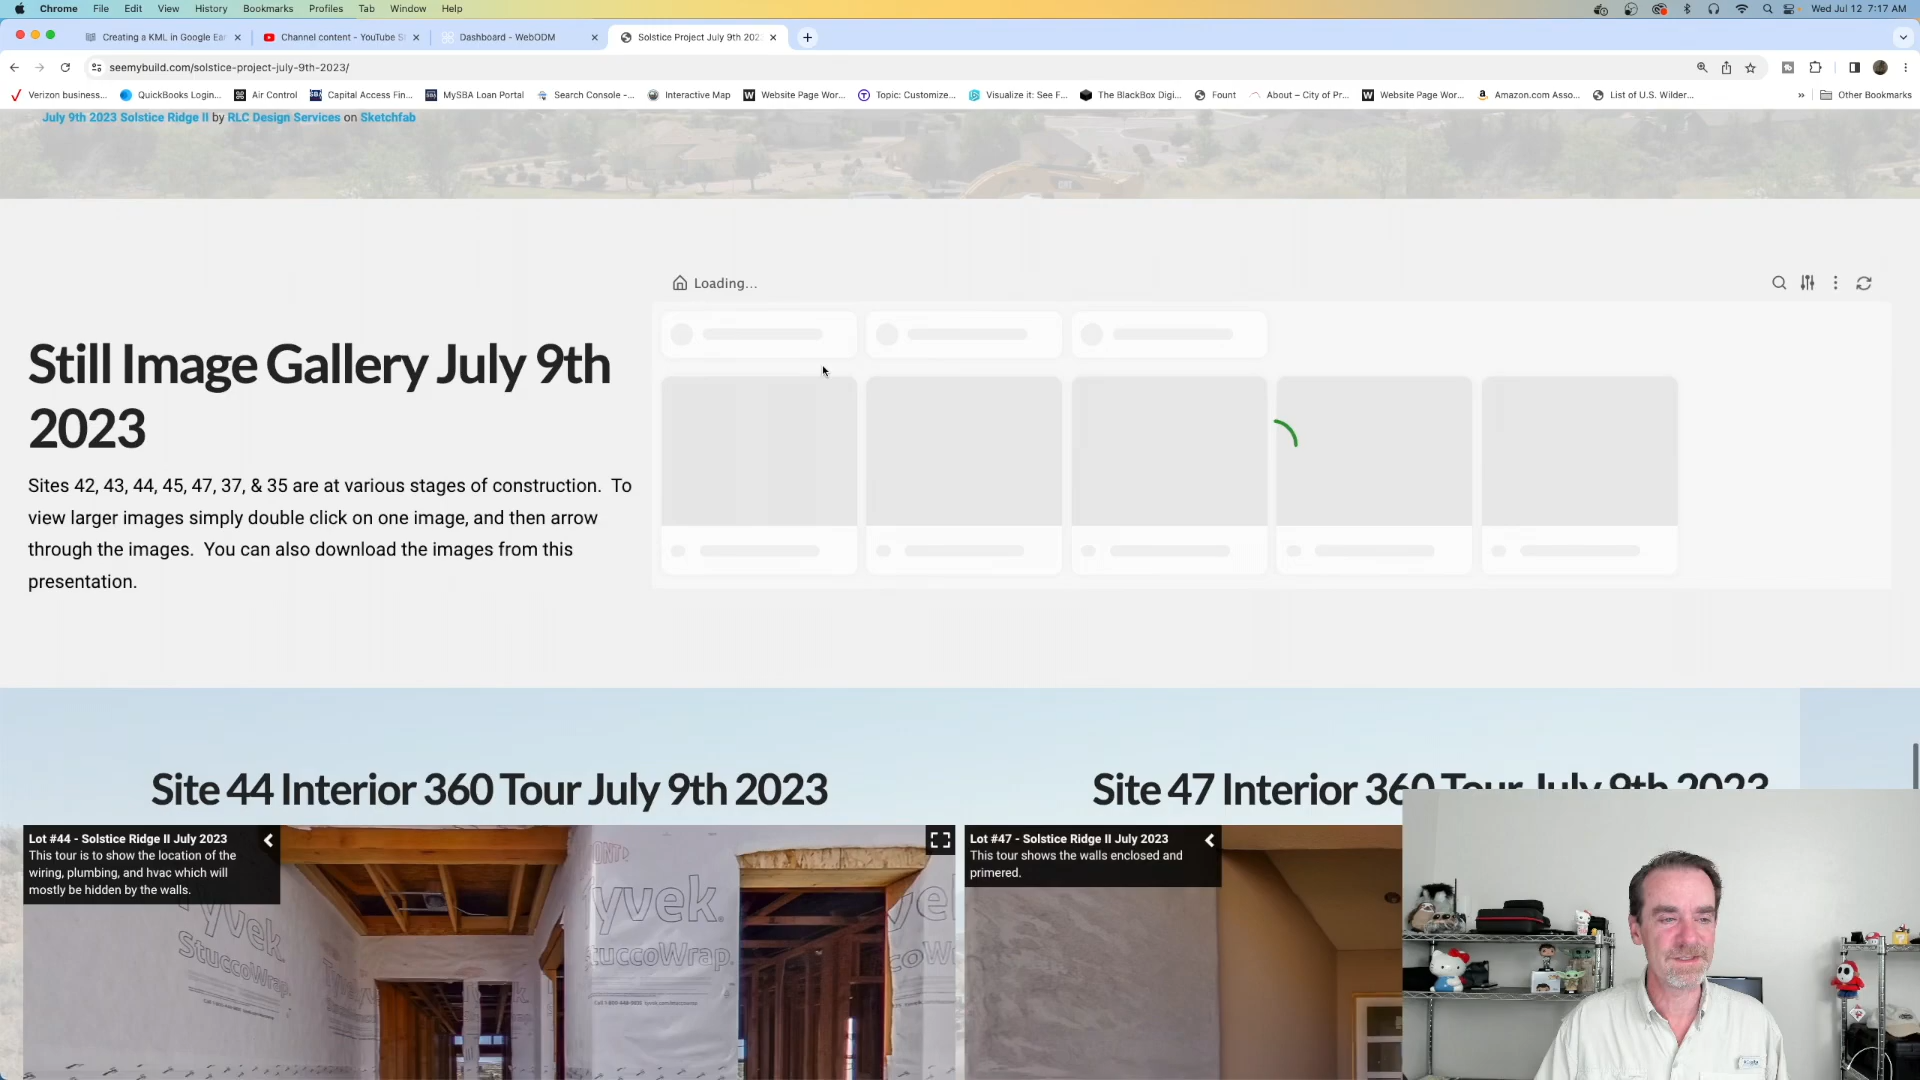 Chrome File Edit View History Bookmarks Profiles Tab Window Help Wed Jul 12 7:17 AM
Creating a KML in Google Ear Channel content - YouTube S Dashboard - WebODM Solstice Project July 9th 202
seemybuild.com/solstice-project-july-9th-2023/
Verizon business... QuickBooks Login... Air Control Capital Access Fin... MySBA Loan Portal Search Console -... Interactive Map Website Page Wor... Topic: Customize... Visualize it: See F... The BlackBox Digi... Fount About – City of Pr... Website Page Wor... Amazon.com Asso... List of U.S. Wilder... » Other Bookmarks
July 9th 2023 Solstice Ridge II by RLC Design Services on Sketchfab
Loading...
Still Image Gallery July 9th
2023
Sites 42, 43, 44, 45, 47, 37, & 35 are at various stages of construction. To
view larger images simply double click on one image, and then arrow
through the images. You can also download the images from this
presentation.
Site 44 Interior 360 Tour July 9th 2023
Site 47 Interior 360 Tour July 9th 2023
Lot #44 - Solstice Ridge II July 2023
This tour is to show the location of the
wiring, plumbing, and hvac which will
mostly be hidden by the walls.
Lot #47 - Solstice Ridge II July 2023
This tour shows the walls enclosed and
primered.
Tyvek
StuccoWrap
yvek
tuccoWrap